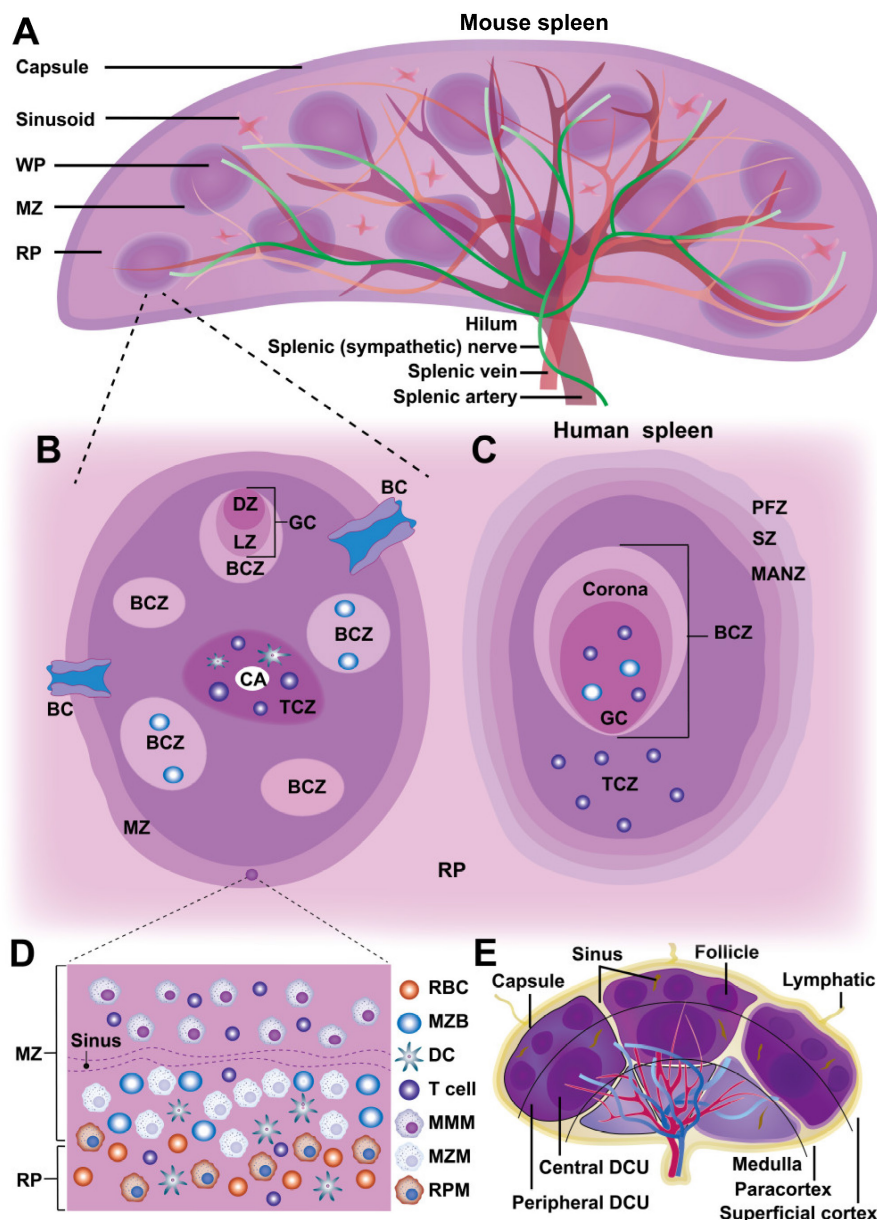 A
Mouse spleen
Capsule
Sinusoid
WP
MZ
RP
Hilum
Splenic (sympathetic) nerve
Splenic vein
Splenic artery
B
BC
DZ
GC
LZ
BCZ
BCZ
BCZ
CA
TCZ
BC
BCZ
BCZ
MZ
Human spleen
C
PFZ
SZ
MANZ
Corona
BCZ
GC
TCZ
RP
D
MZ
Sinus
RP
RBC
MZB
DC
T cell
MMM
MZM
RPM
E
Sinus
Follicle
Capsule
Lymphatic
Central DCU
Medulla
Peripheral DCU
Paracortex
Superficial cortex